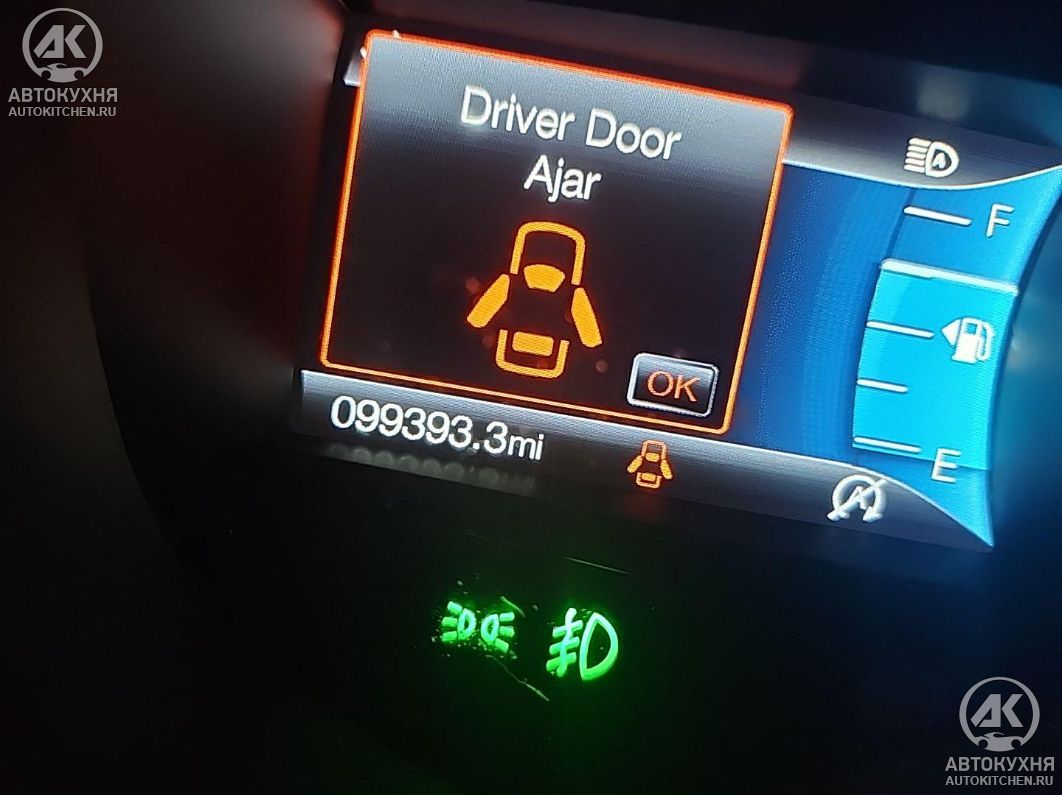 АК
АВТОКУХНЯ
AUTOKITCHEN.RU
Driver Door
Ajar
OK
099393.3mi
F
E
АК
АВТОКУХНЯ
AUTOKITCHEN.RU